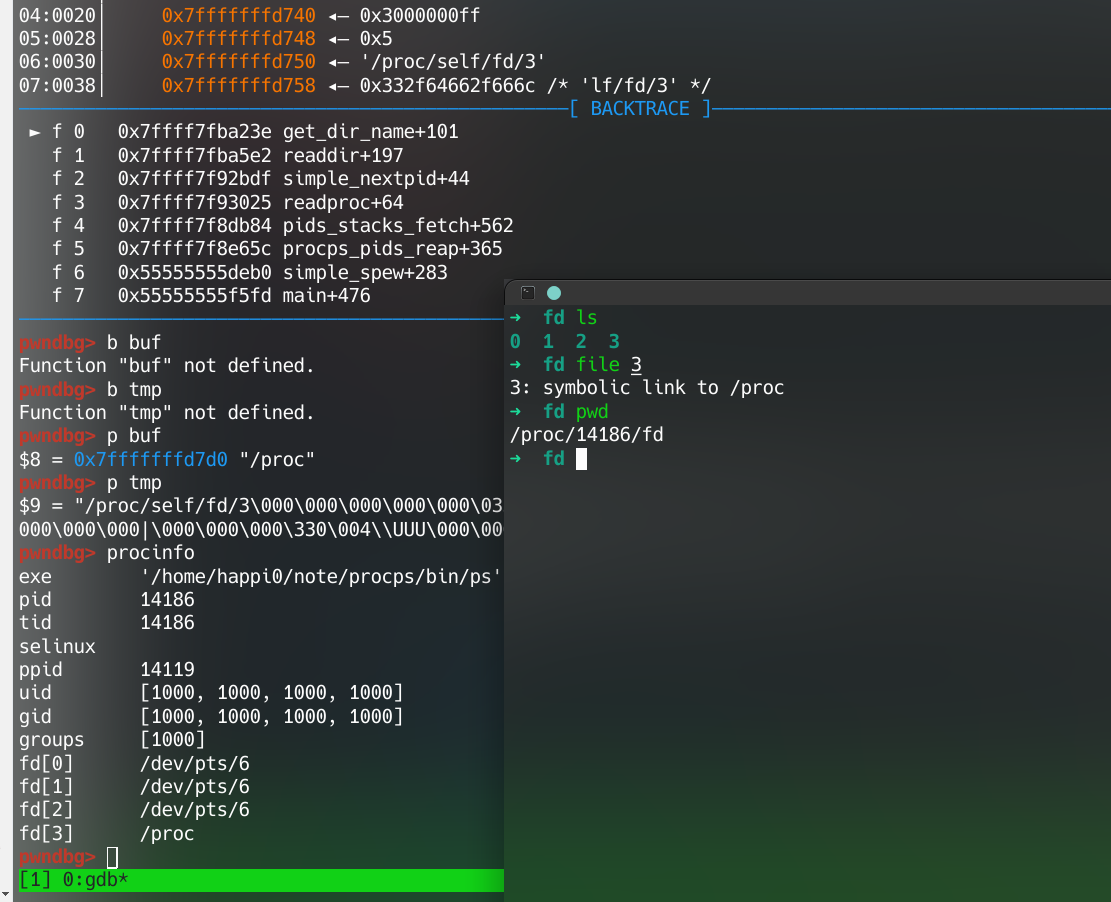 04:0020│ 0x7fffffffd740 ◂— 0x3000000ff
05:0028│ 0x7fffffffd748 ◂— 0x5
06:0030│ 0x7fffffffd750 ◂— '/proc/self/fd/3'
07:0038│ 0x7fffffffd758 ◂— 0x332f64662f666c /* 'lf/fd/3' */
[ BACKTRACE ]
► f 0 0x7ffff7fba23e get_dir_name+101
f 1 0x7ffff7fba5e2 readdir+197
f 2 0x7ffff7f92bdf simple_nextpid+44
f 3 0x7ffff7f93025 readproc+64
f 4 0x7ffff7f8db84 pids_stacks_fetch+562
f 5 0x7ffff7f8e65c procps_pids_reap+365
f 6 0x55555555deb0 simple_spew+283
f 7 0x55555555f5fd main+476
pwndbg> b buf
Function "buf" not defined.
pwndbg> b tmp
Function "tmp" not defined.
pwndbg> p buf
$8 = 0x7fffffffd7d0 "/proc"
pwndbg> p tmp
$9 = "/proc/self/fd/3\000\000\000\000\000\03
000\000\000|\000\000\000\330\004\\UUU\000\00
pwndbg> procinfo
exe '/home/happi0/note/procps/bin/ps'
pid 14186
tid 14186
selinux
ppid 14119
uid [1000, 1000, 1000, 1000]
gid [1000, 1000, 1000, 1000]
groups [1000]
fd[0] /dev/pts/6
fd[1] /dev/pts/6
fd[2] /dev/pts/6
fd[3] /proc
pwndbg>
[1] 0:gdb*
➜ fd ls
0 1 2 3
➜ fd file 3
3: symbolic link to /proc
➜ fd pwd
/proc/14186/fd
➜ fd